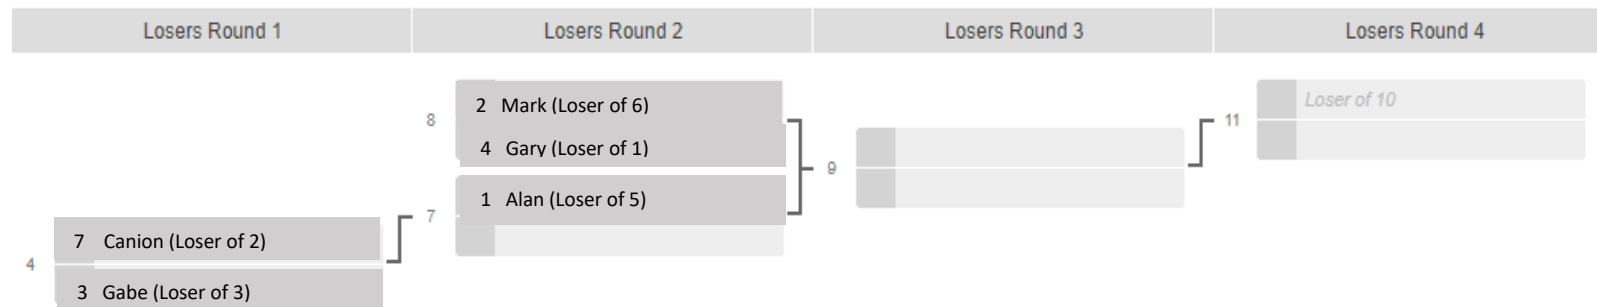 Losers Round 1 Losers Round 2 Losers Round 3 Losers Round 4
2 Mark (Loser of 6)
Loser of 10
8
11
4 Gary (Loser of 1)
9
1 Alan (Loser of 5)
7
7 Canion (Loser of 2)
4
3 Gabe (Loser of 3)